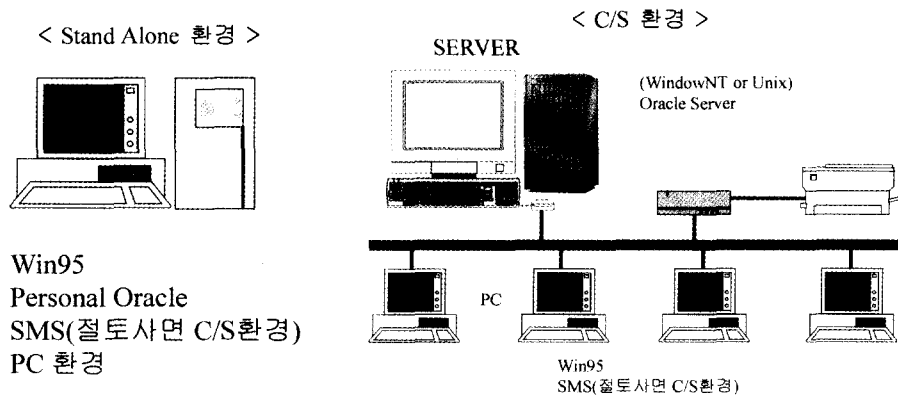 < Stand Alone 환경 >
Win95
Personal Oracle
SMS(절토사면 C/S환경)
PC 환경
< C/S 환경 >
SERVER
(WindowNT or Unix)
Oracle Server
PC
Win95
SMS(절토사면 C/S환경)